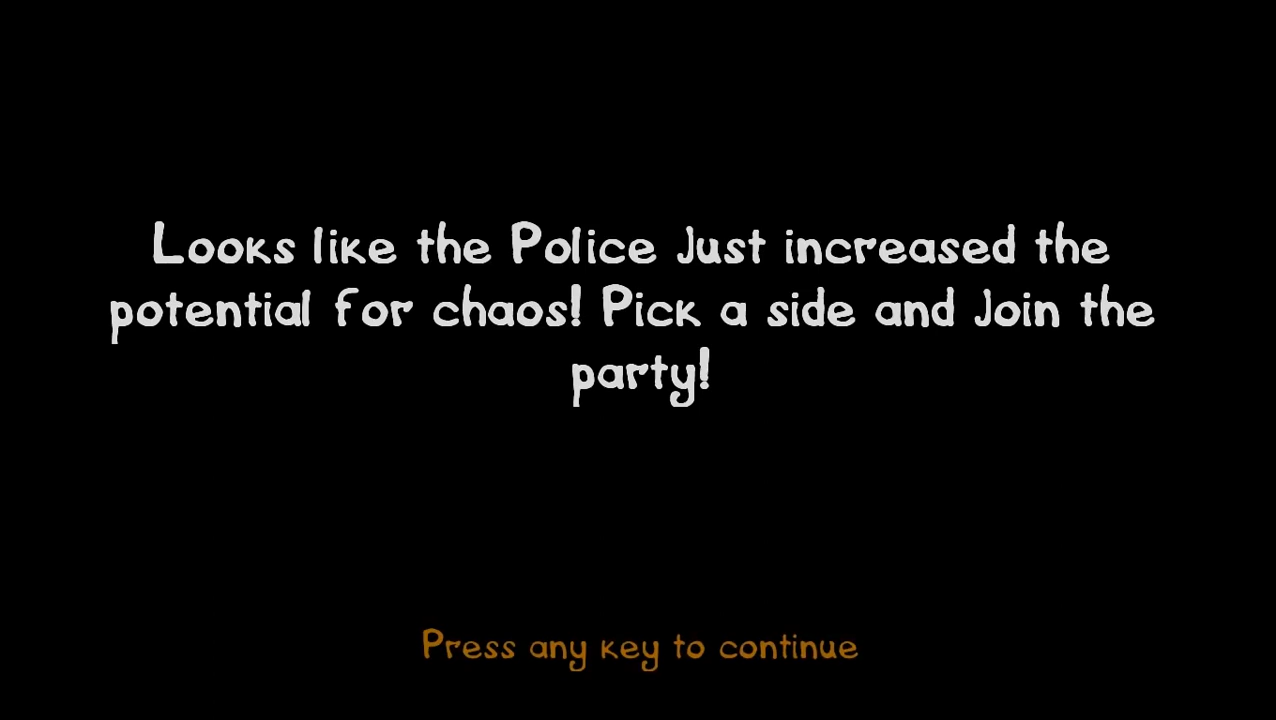 Looks like the Police Just increased the
potential for chaos! Pick a side and Join the
party!
Press any key to continue